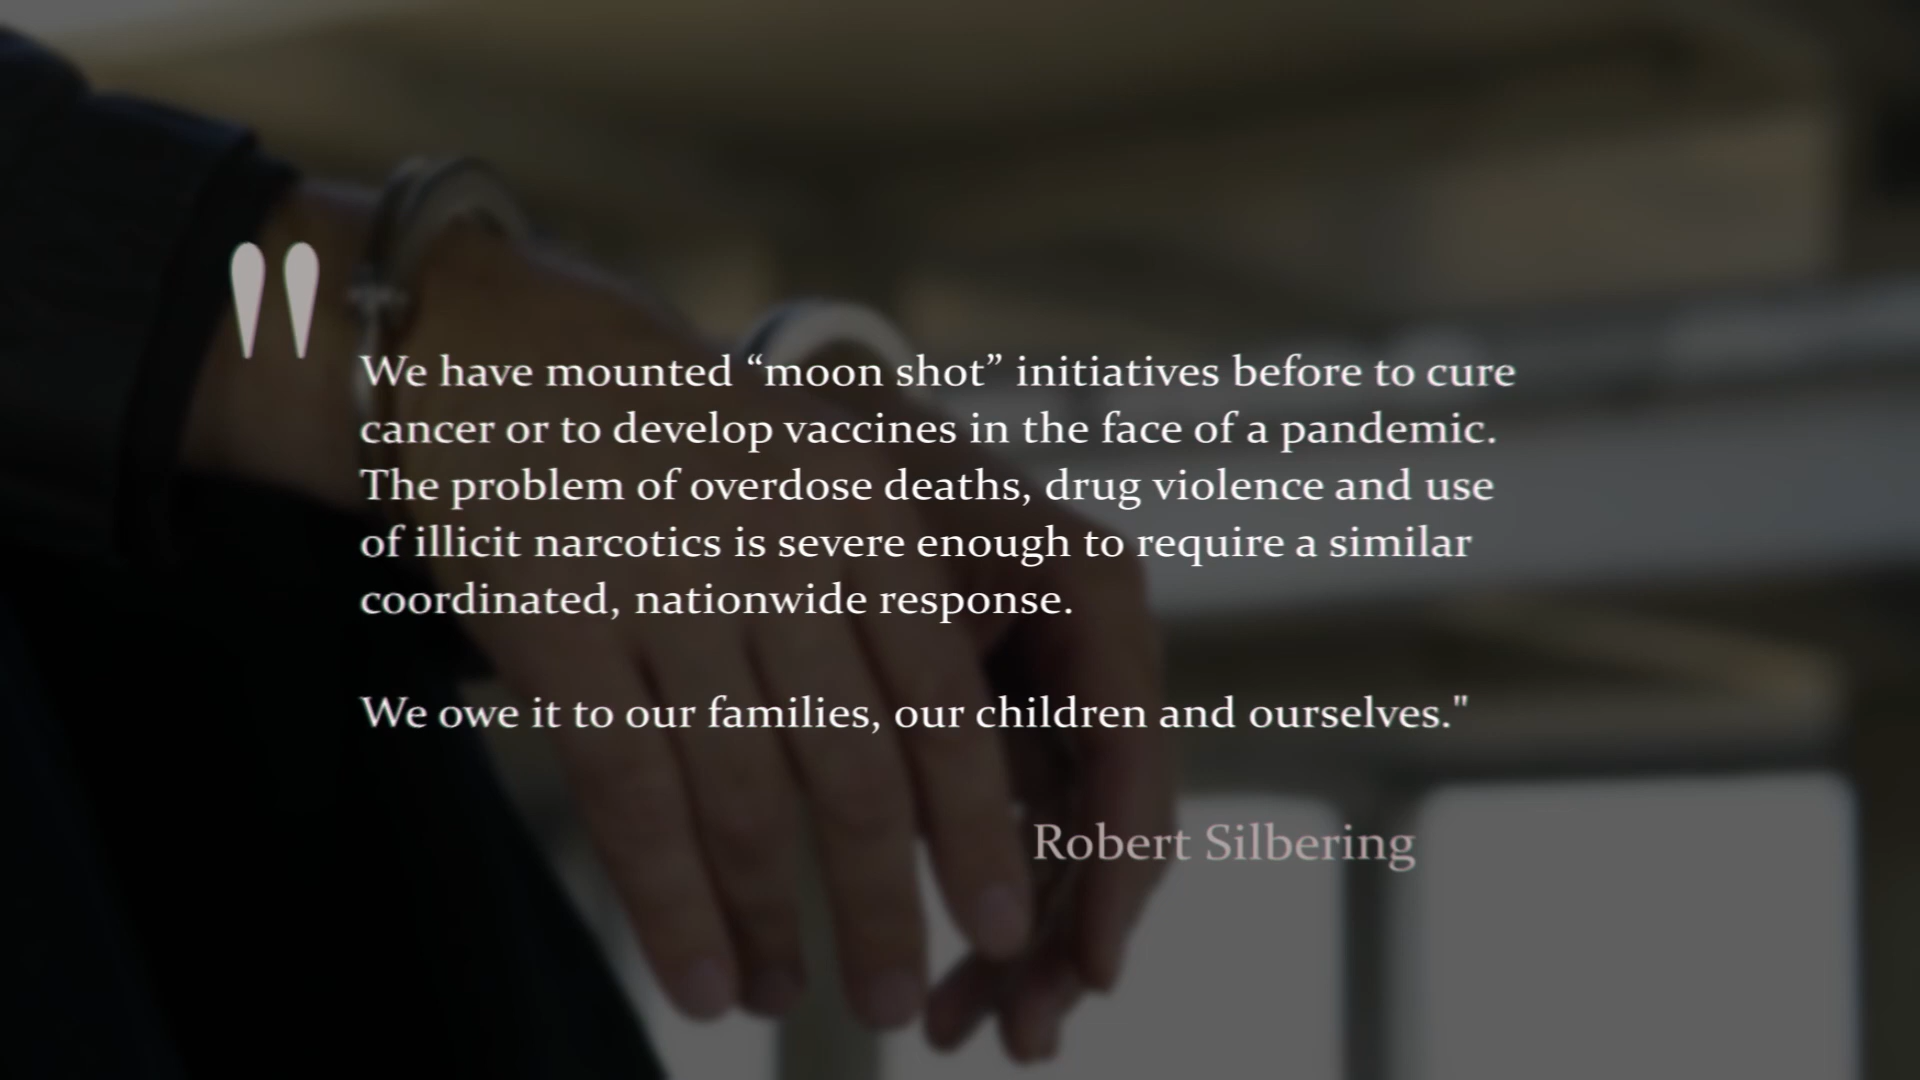 "
We have mounted “moon shot” initiatives before to cure
cancer or to develop vaccines in the face of a pandemic.
The problem of overdose deaths, drug violence and use
of illicit narcotics is severe enough to require a similar
coordinated, nationwide response.
We owe it to our families, our children and ourselves."
Robert Silbering